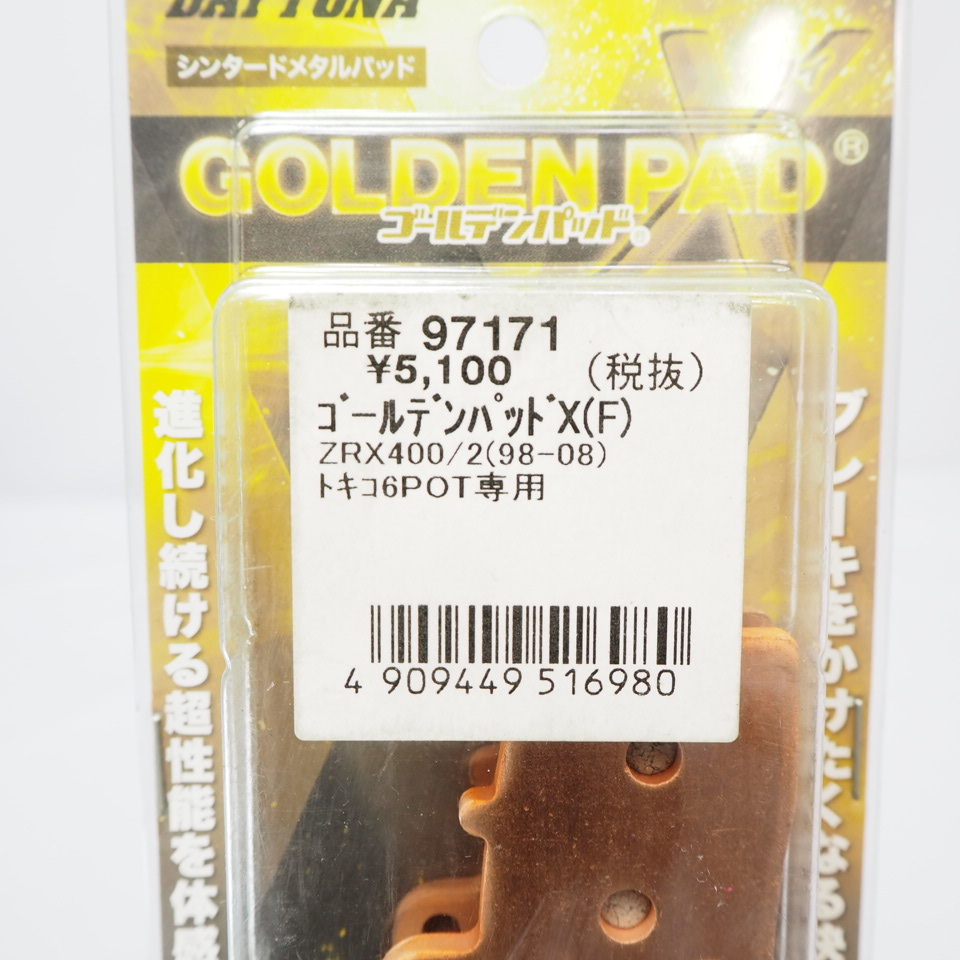 DAYTONA
シンタードメタルパッド
GOLDEN PAD®
ゴールデンパッド®
品番 97171
¥5,100 (税抜)
ｺﾞｰﾙﾃﾞﾝﾊﾟｯﾄﾞX(F)
ZRX400/2(98-08)
ﾄｷｺ6POT専用
4 909449 516980
進化し続ける超性能を体感
ブレーキをかけたくなる